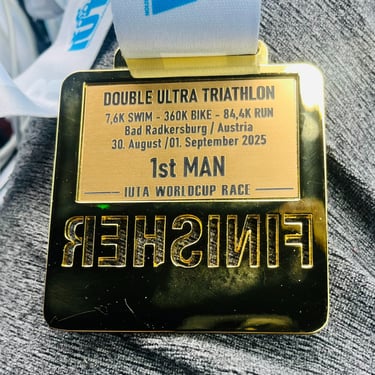 DOUBLE ULTRA TRIATHLON
7,6K SWIM - 360K BIKE - 84,4K RUN
Bad Radkersburg / Austria
30. August /01. September 2025
1st MAN
IUTA WORLDCUP RACE
FINISHER